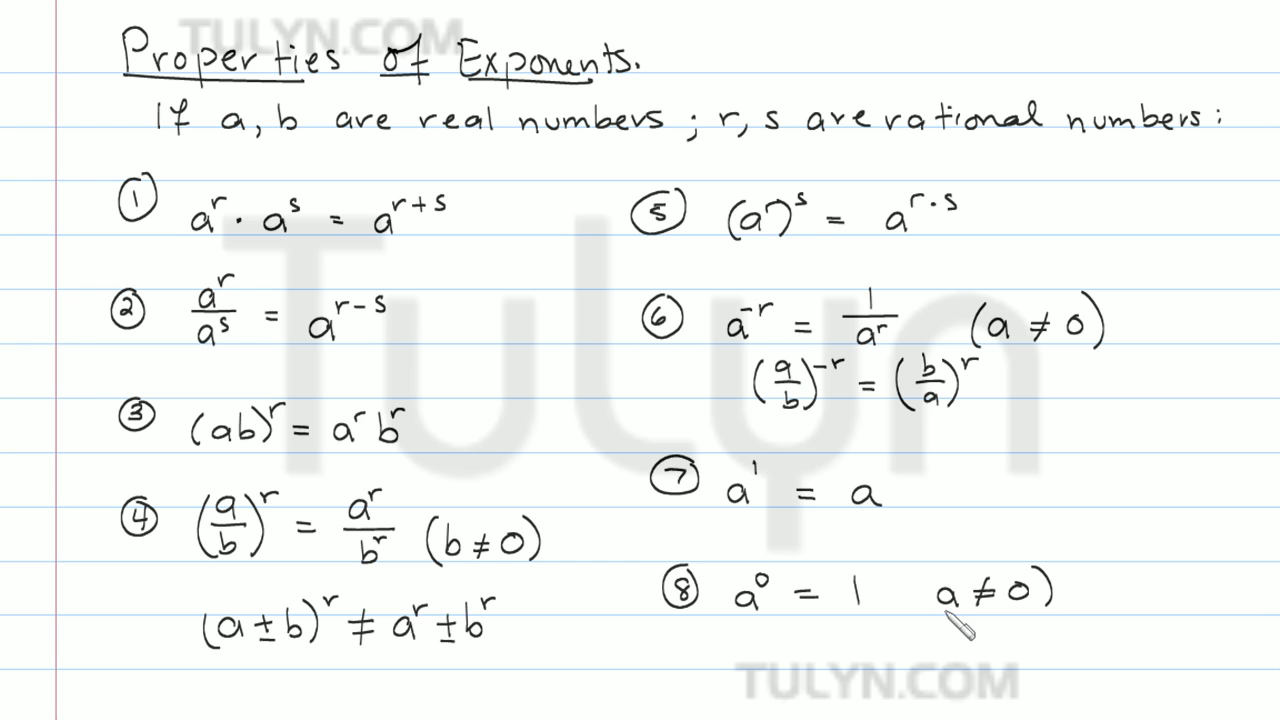 TULYN.COM
Properties of Exponents.
If a, b are real numbers; r, s are rational numbers:
① a^r · a^s = a^{r+s}
② a^r/a^s = a^{r-s}
③ (ab)^r = a^r b^r
④ (a/b)^r = a^r/b^r (b ≠ 0)
(a ± b)^r ≠ a^r ± b^r
⑤ (a^r)^s = a^{r·s}
⑥ a^{-r} = 1/a^r (a ≠ 0)
(a/b)^{-r} = (b/a)^r
⑦ a^1 = a
⑧ a^0 = 1 a ≠ 0)
Tulyn
TULYN.COM